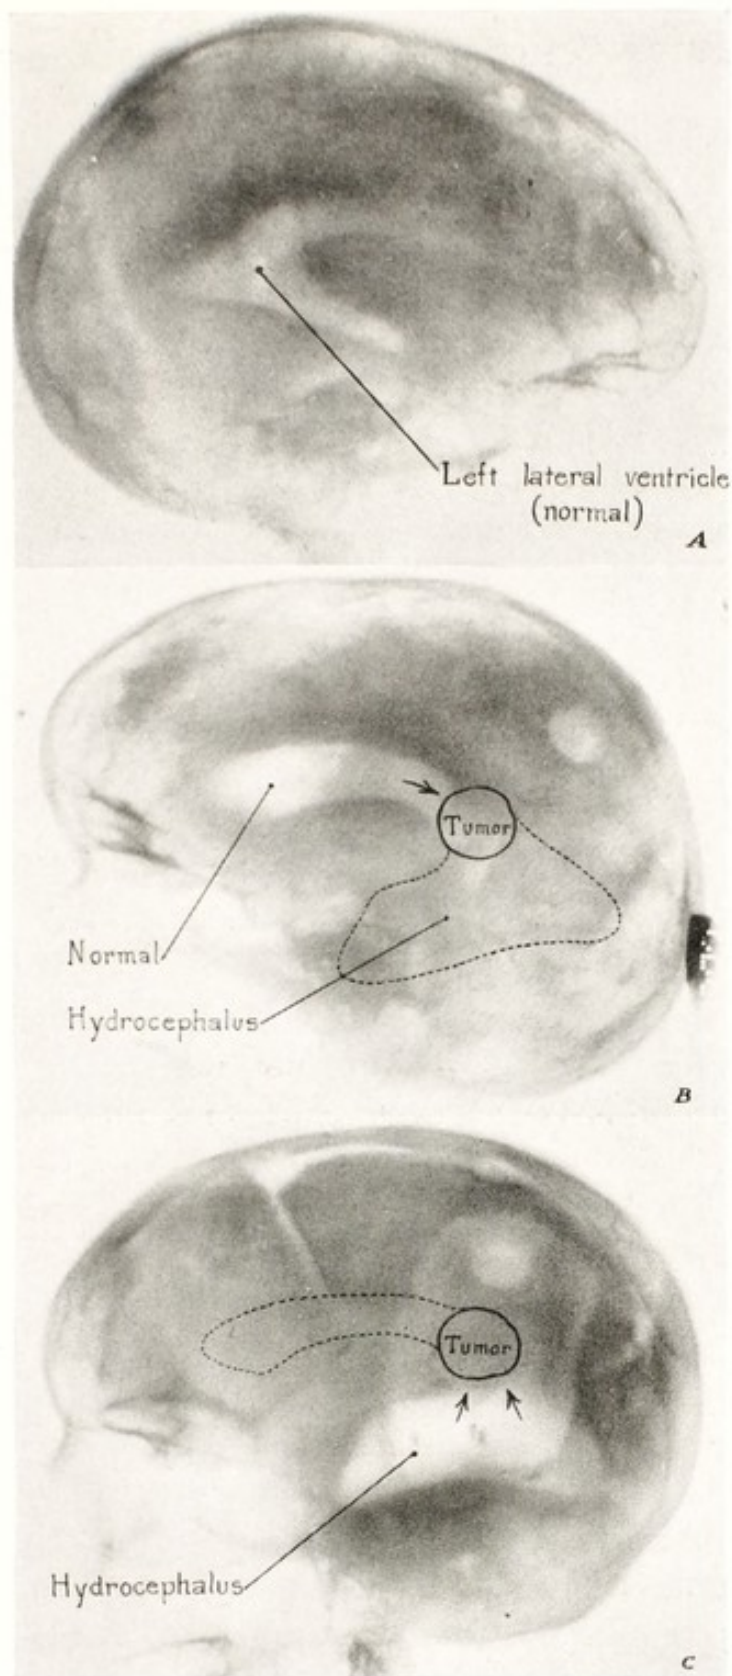 Left lateral ventricle
(normal)
A
Tumor
Normal
Hydrocephalus
B
Tumor
Hydrocephalus
C